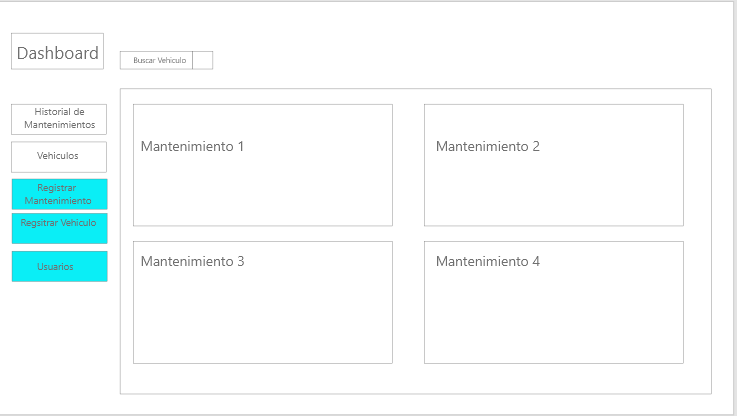 Dashboard
Buscar Vehiculo
Historial de
Mantenimientos
Vehiculos
Registrar
Mantenimiento
Regsitrar Vehiculo
Usuarios
Mantenimiento 1
Mantenimiento 2
Mantenimiento 3
Mantenimiento 4